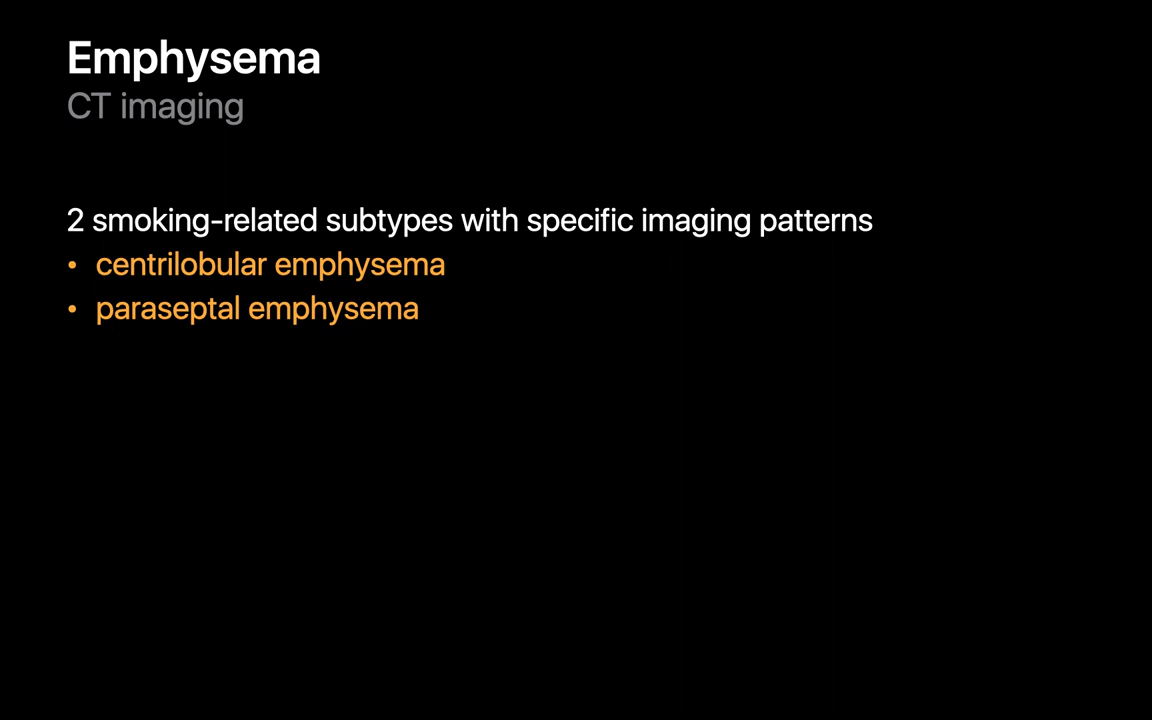 Emphysema
CT imaging
2 smoking-related subtypes with specific imaging patterns
• centrilobular emphysema
• paraseptal emphysema